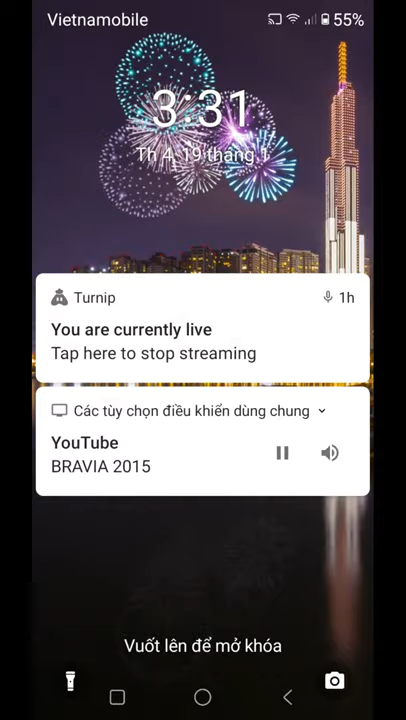 Vietnamobile 55%
3:31
Th 4, 19 tháng 1
Turnip 1h
You are currently live
Tap here to stop streaming
Các tùy chọn điều khiển dùng chung
YouTube
BRAVIA 2015
Vuốt lên để mở khóa